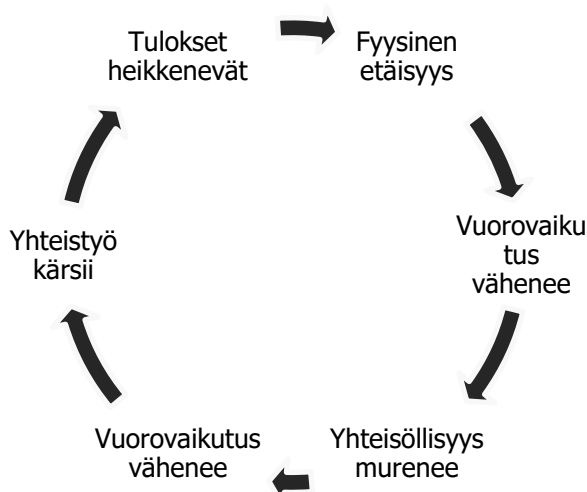 Tulokset
heikkenevät
Fyysinen
etäisyys
Vuorovaiku
tus
vähenee
Yhteisöllisyys
murenee
Vuorovaikutus
vähenee
Yhteistyö
kärsii